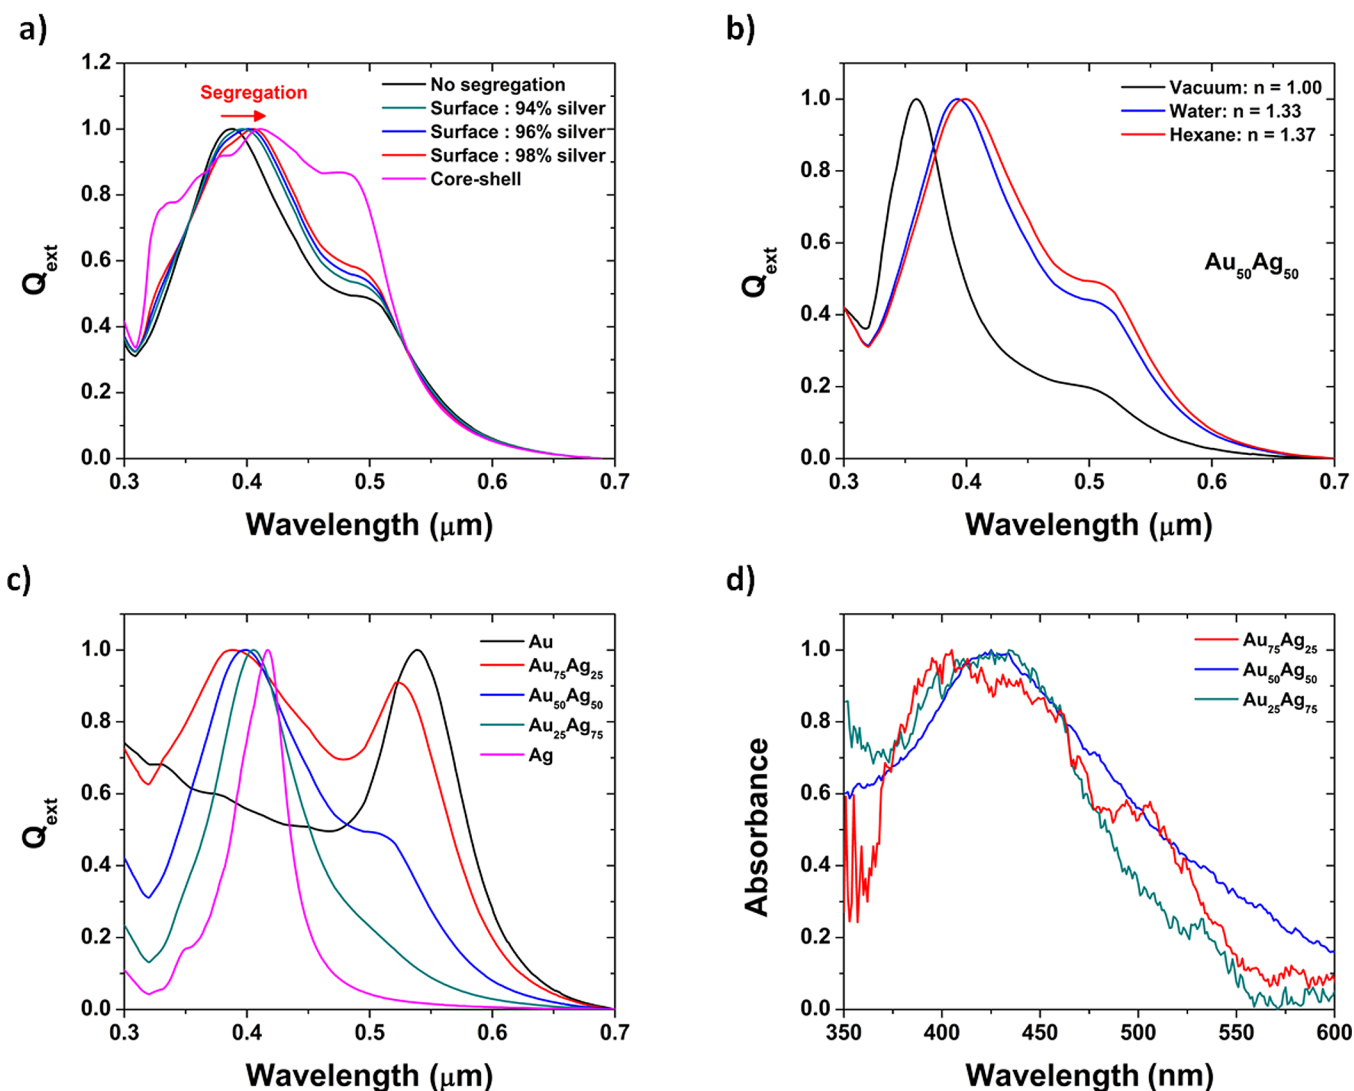 a)
1.2
1.0
0.8
0.6
0.4
0.2
0.0
Qext
Segregation
No segregation
Surface : 94% silver
Surface : 96% silver
Surface : 98% silver
Core-shell
0.3
0.4
0.5
0.6
0.7
Wavelength (μm)
b)
1.0
0.8
0.6
0.4
0.2
0.0
Qext
Vacuum: n = 1.00
Water: n = 1.33
Hexane: n = 1.37
Au50Ag50
0.3
0.4
0.5
0.6
0.7
Wavelength (μm)
c)
1.0
0.8
0.6
0.4
0.2
0.0
Qext
Au
Au75Ag25
Au50Ag50
Au25Ag75
Ag
0.3
0.4
0.5
0.6
0.7
Wavelength (μm)
d)
1.0
0.8
0.6
0.4
0.2
0.0
Absorbance
Au75Ag25
Au50Ag50
Au25Ag75
350
400
450
500
550
600
Wavelength (nm)